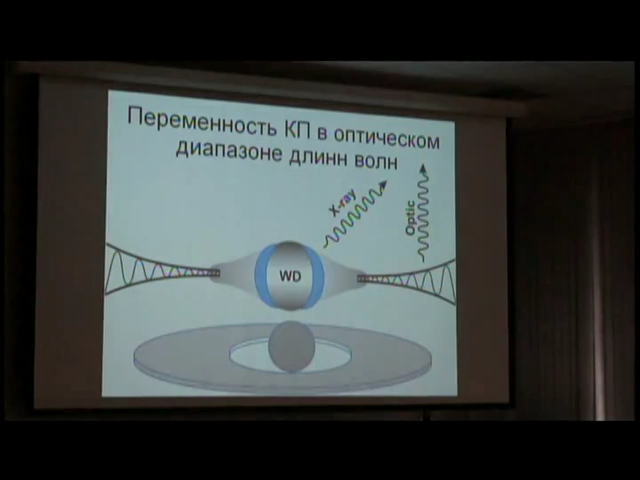 Переменность КП в оптическом
диапазоне длинн волн
X-ray
Optic
WD